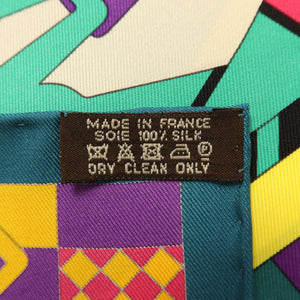 MADE IN FRANCE
SOIE 100% SILK
DRY CLEAN ONLY